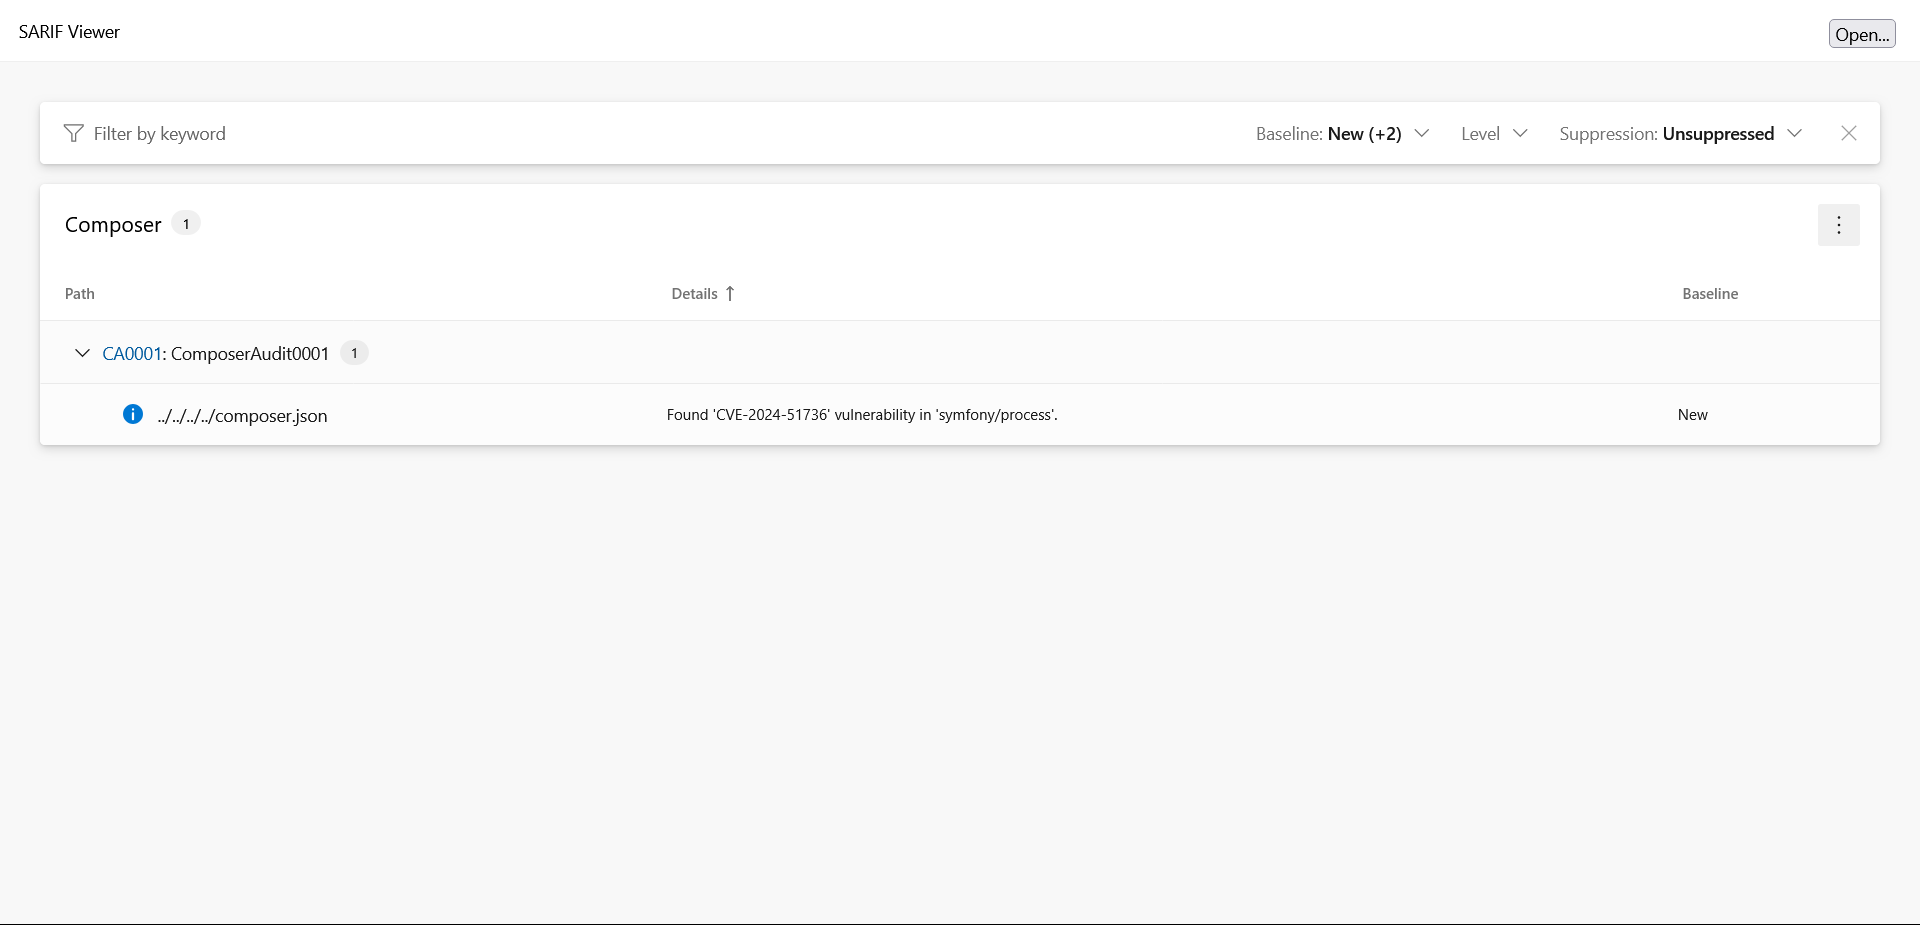 SARIF Viewer
Open...
Filter by keyword
Baseline: New (+2)
Level
Suppression: Unsuppressed
Composer 1
Path
Details ↑
Baseline
CA0001: ComposerAudit0001 1
../../../../composer.json
Found 'CVE-2024-51736' vulnerability in 'symfony/process'.
New